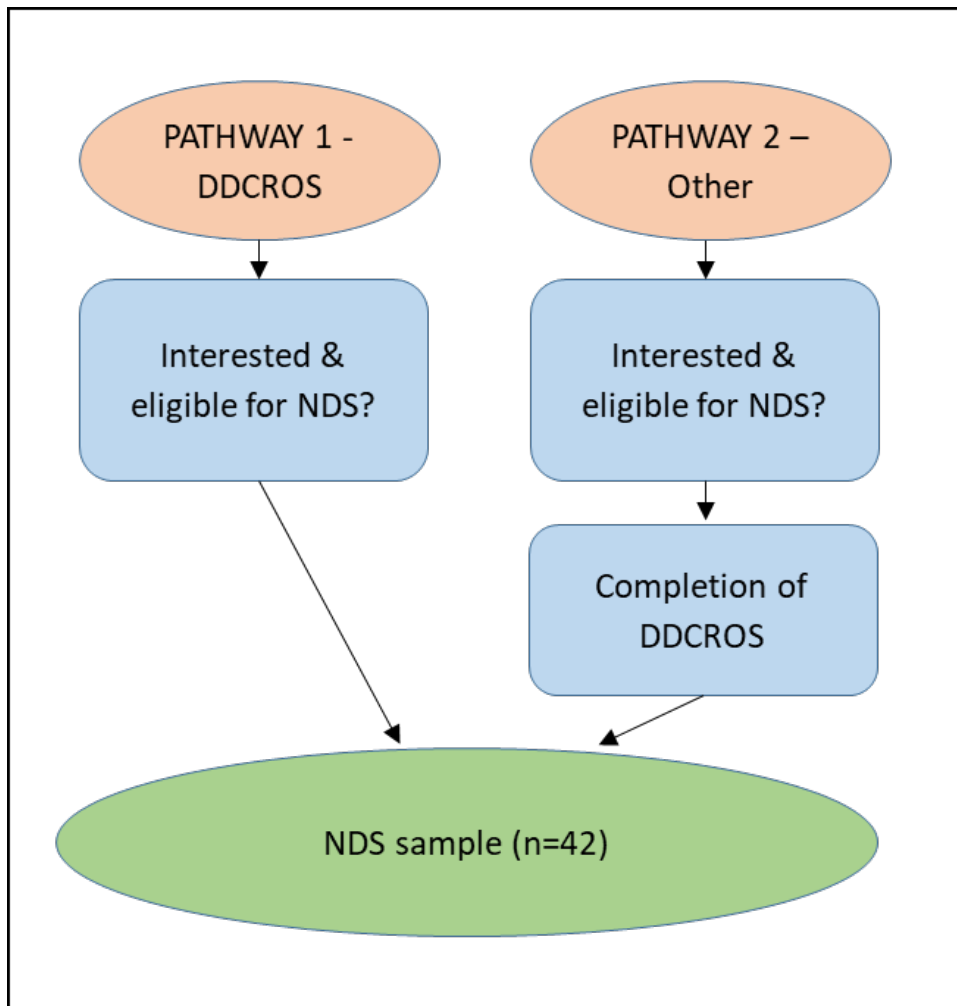 PATHWAY 1 -
DDCROS
PATHWAY 2 –
Other
Interested &
eligible for NDS?
Interested &
eligible for NDS?
Completion of
DDCROS
NDS sample (n=42)